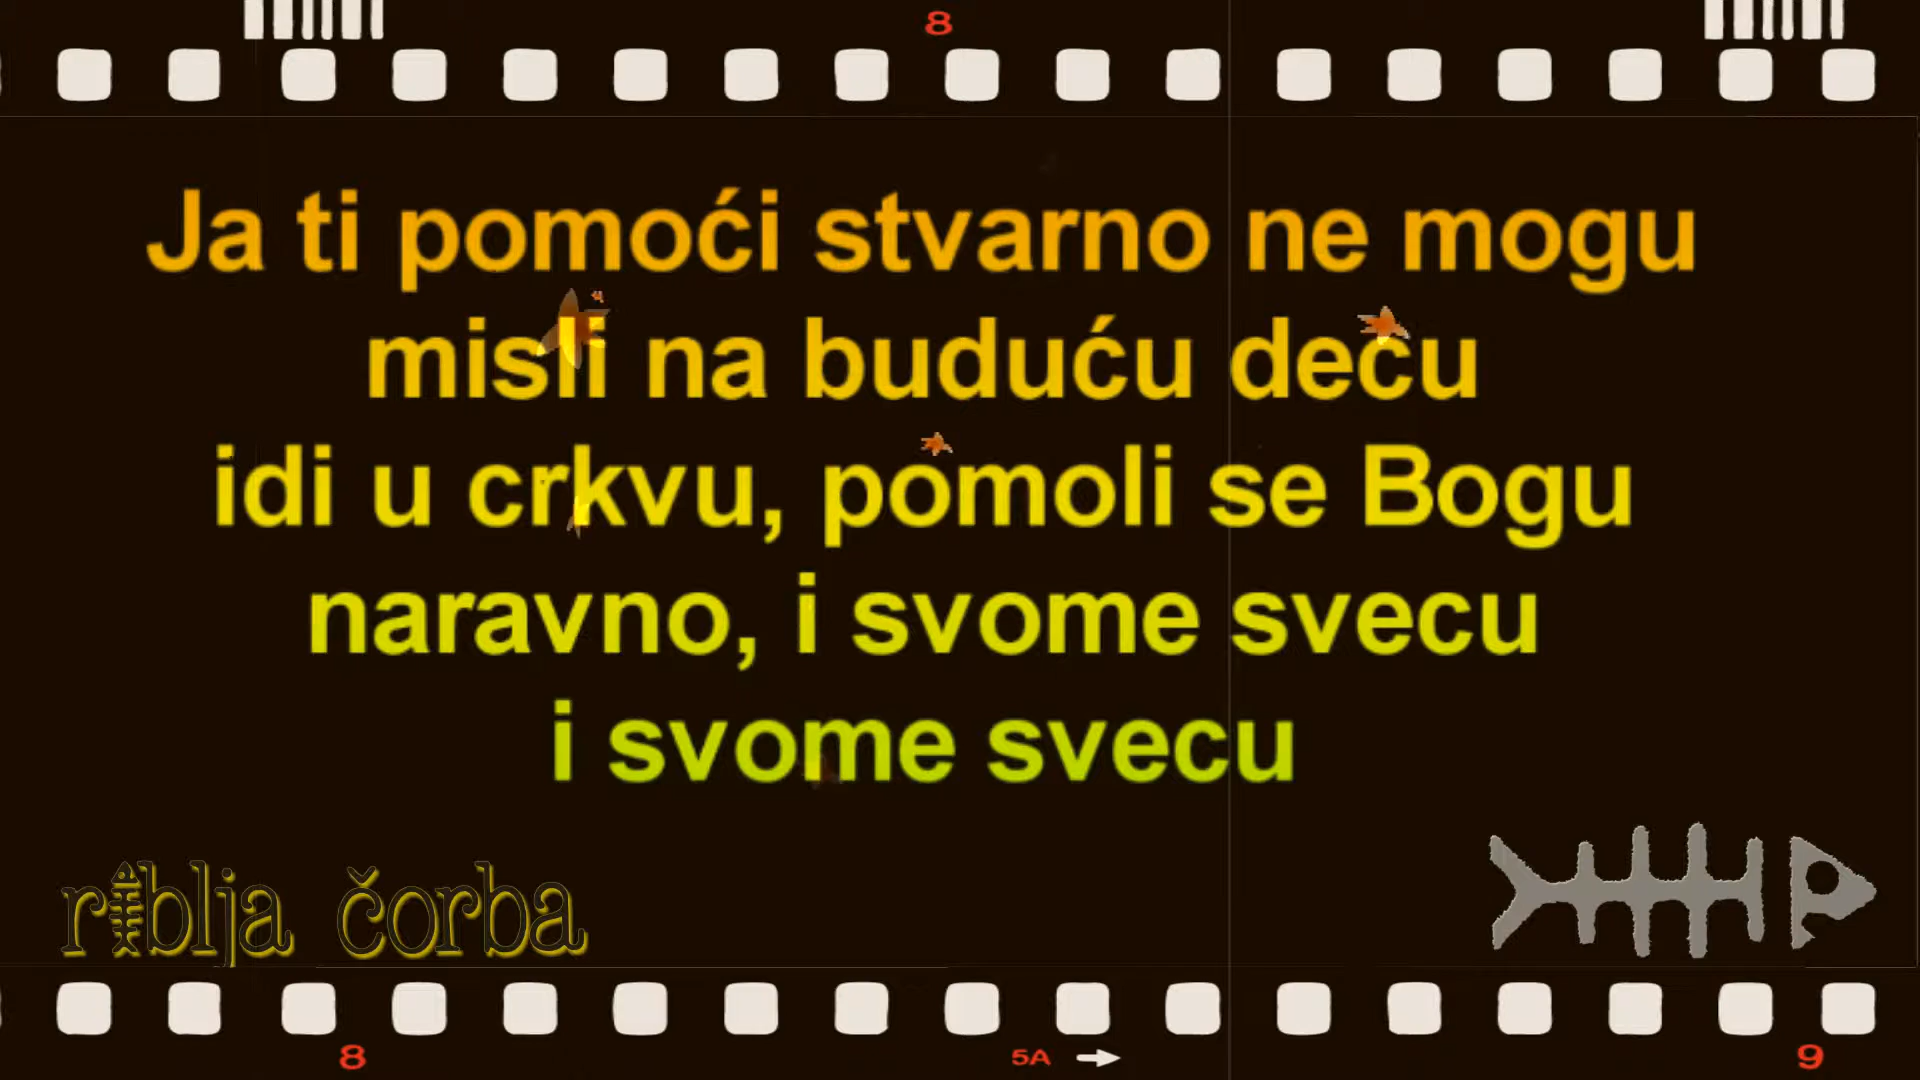 8
Ja ti pomoći stvarno ne mogu
misli na buduću decu
idi u crkvu, pomoli se Bogu
naravno, i svome svecu
i svome svecu
riblja čorba
8 5A 9